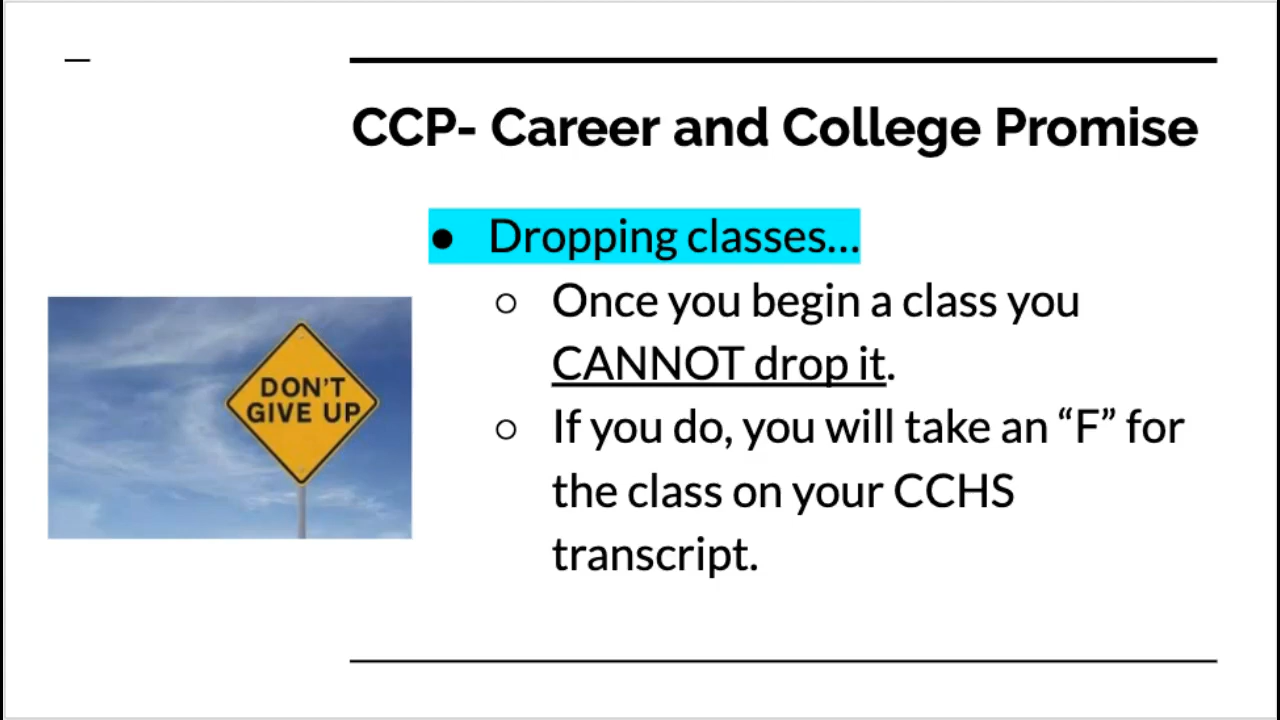 CCP- Career and College Promise
● Dropping classes...
○ Once you begin a class you
CANNOT drop it.
○ If you do, you will take an “F” for
the class on your CCHS
transcript.
DON'T
GIVE UP